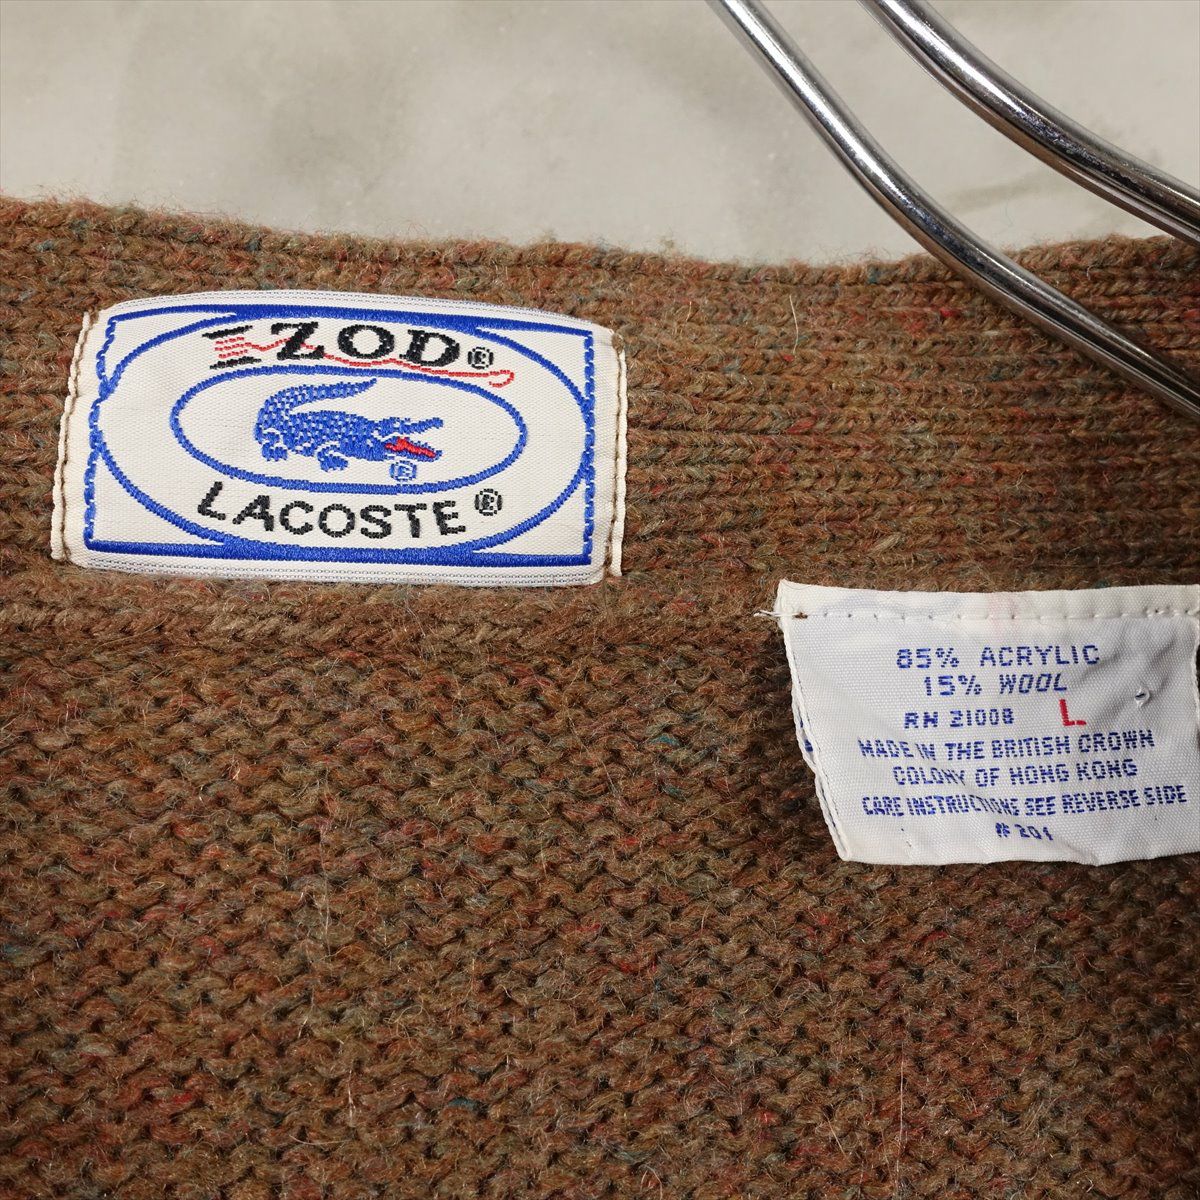 IZOD®
®
LACOSTE®
85% ACRYLIC
15% WOOL
RN 21008 L
MADE IN THE BRITISH CROWN
COLONY OF HONG KONG
CARE INSTRUCTIONS SEE REVERSE SIDE
#201